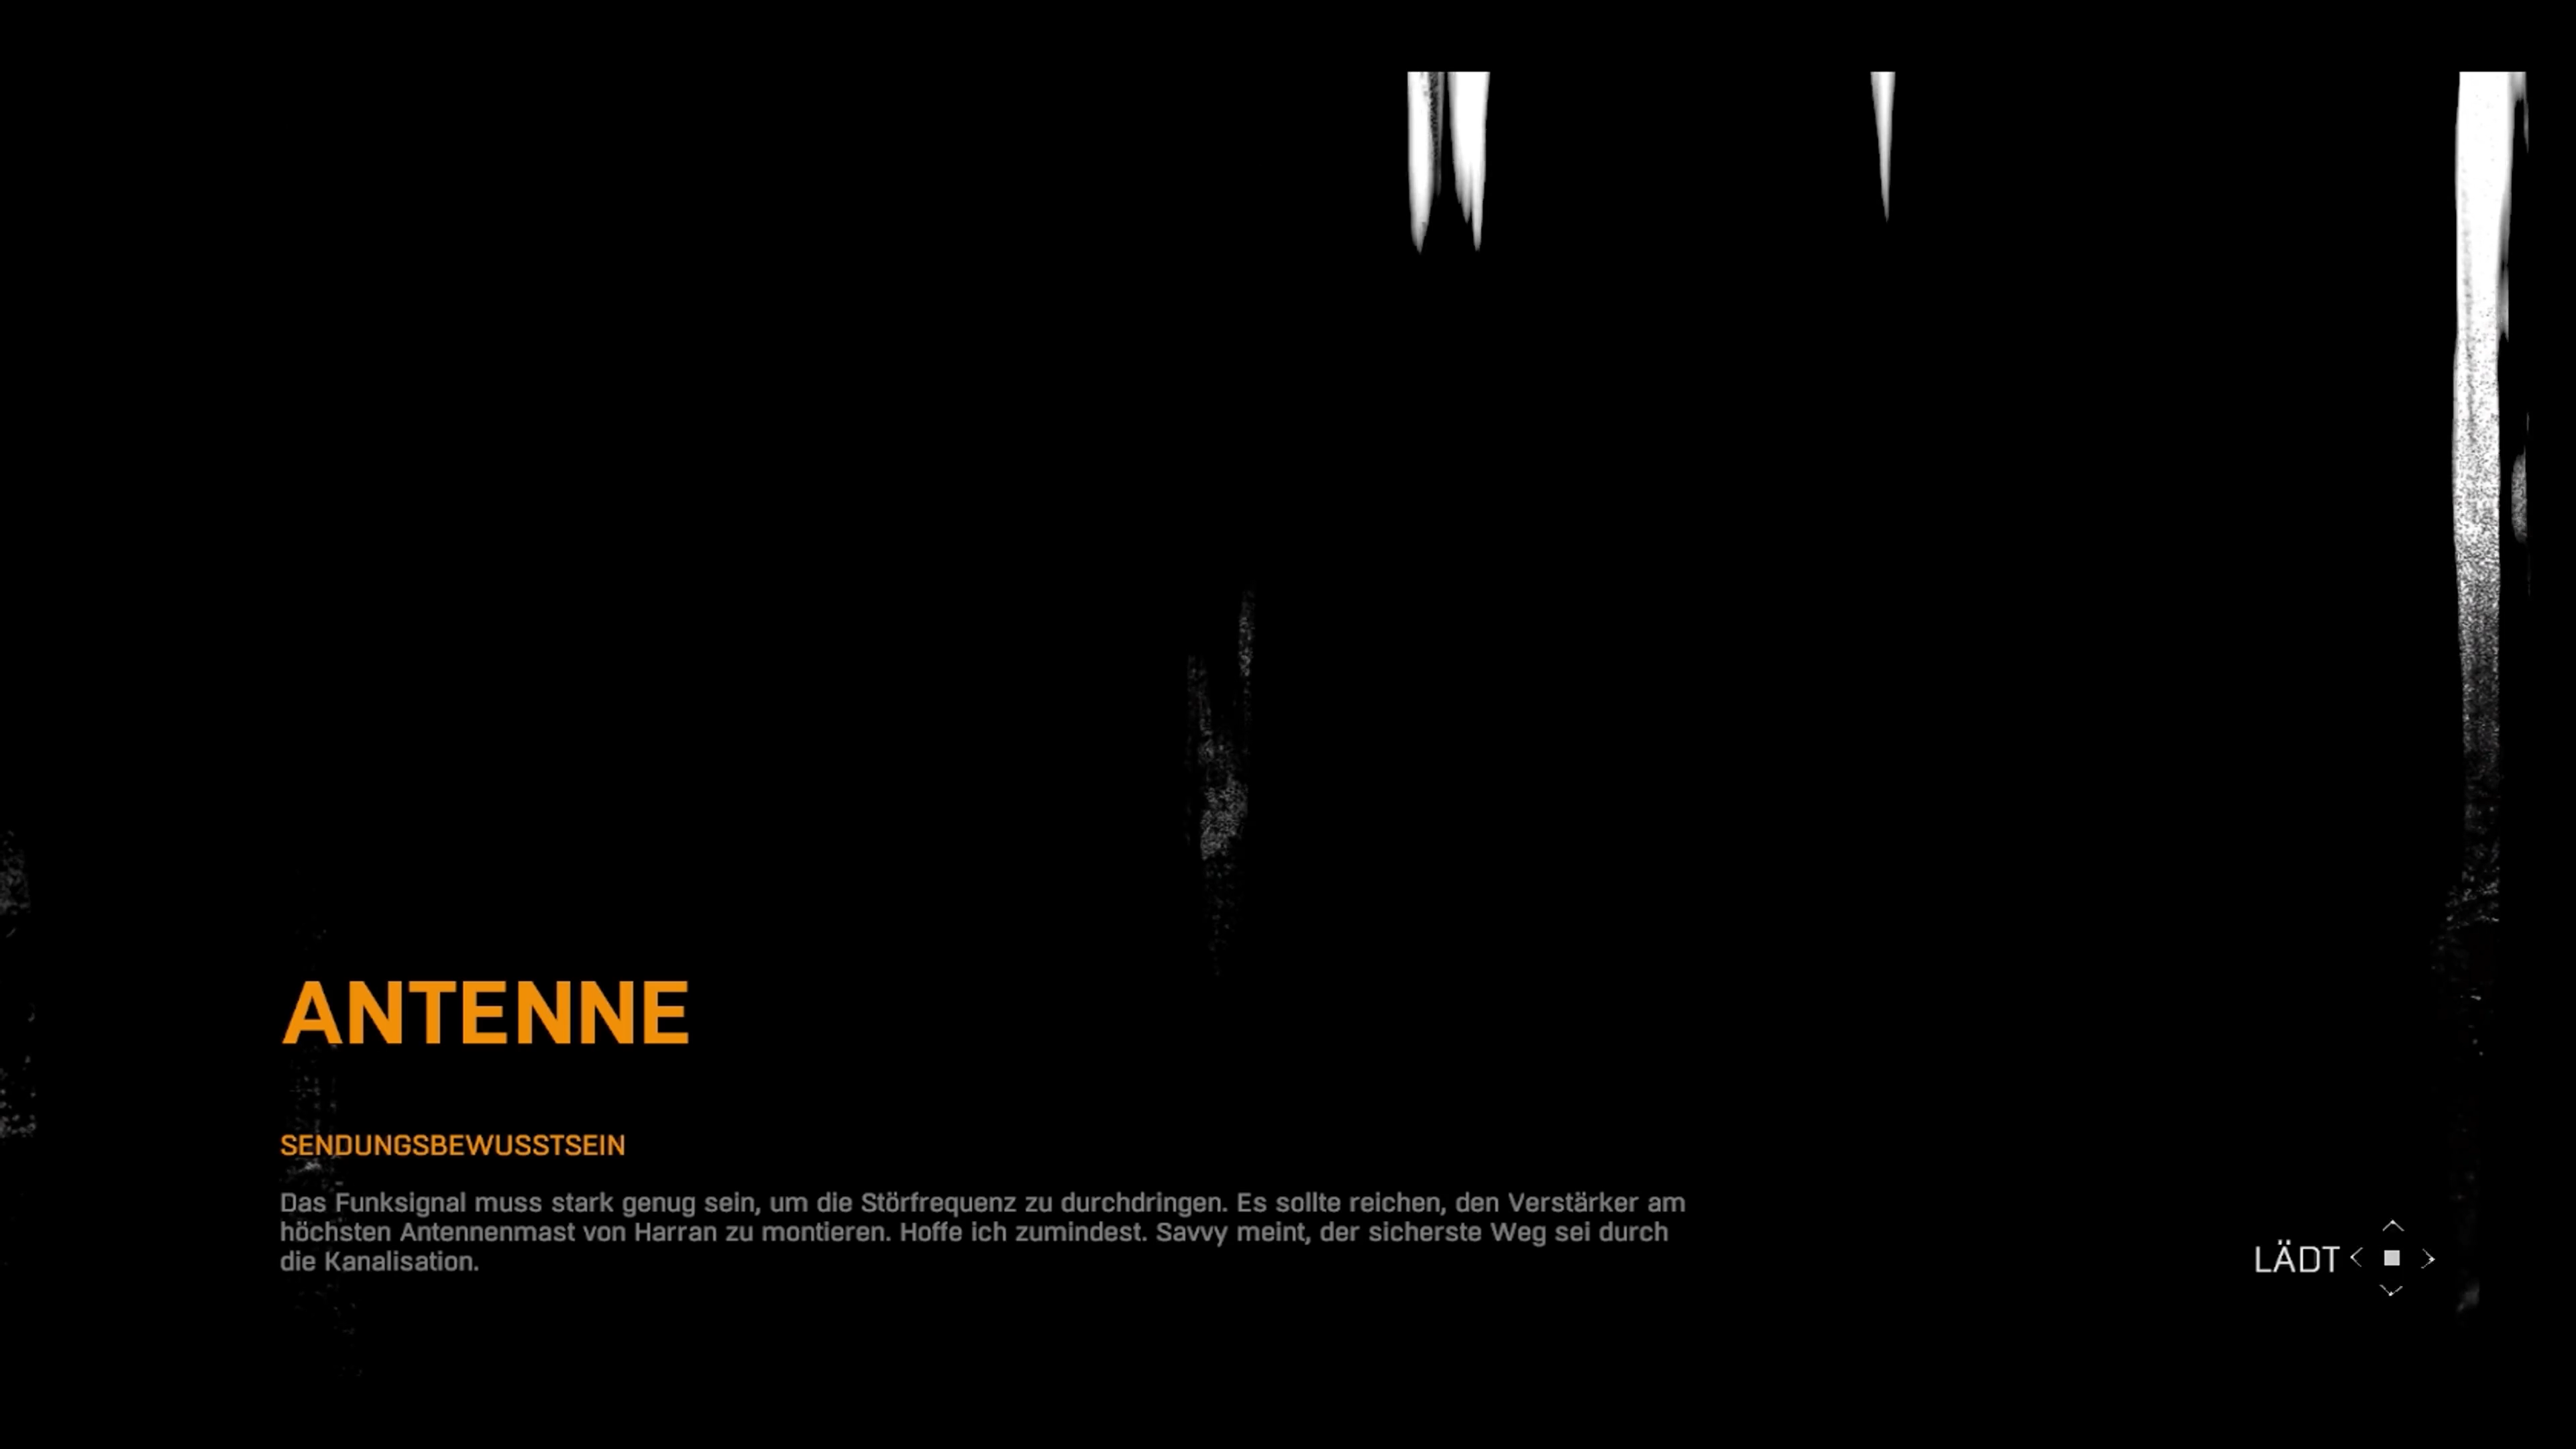 ANTENNE
SENDUNGSBEWUSSTSEIN
Das Funksignal muss stark genug sein, um die Störfrequenz zu durchdringen. Es sollte reichen, den Verstärker am
höchsten Antennenmast von Harran zu montieren. Hoffe ich zumindest. Savvy meint, der sicherste Weg sei durch
die Kanalisation.
LÄDT